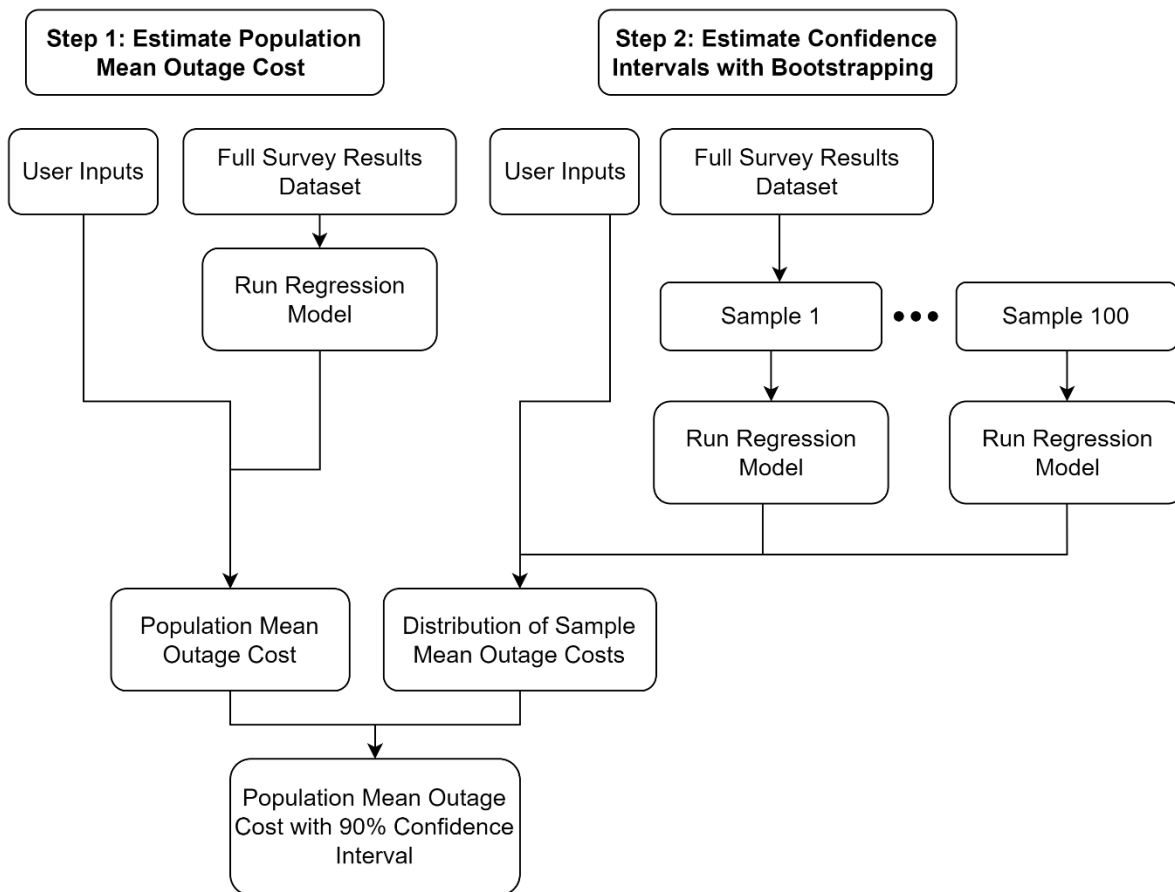 Step 1: Estimate Population
Mean Outage Cost
Step 2: Estimate Confidence
Intervals with Bootstrapping
User Inputs
Full Survey Results
Dataset
User Inputs
Full Survey Results
Dataset
Run Regression
Model
Sample 1
Sample 100
Run Regression
Model
Run Regression
Model
Population Mean
Outage Cost
Distribution of Sample
Mean Outage Costs
Population Mean Outage
Cost with 90% Confidence
Interval